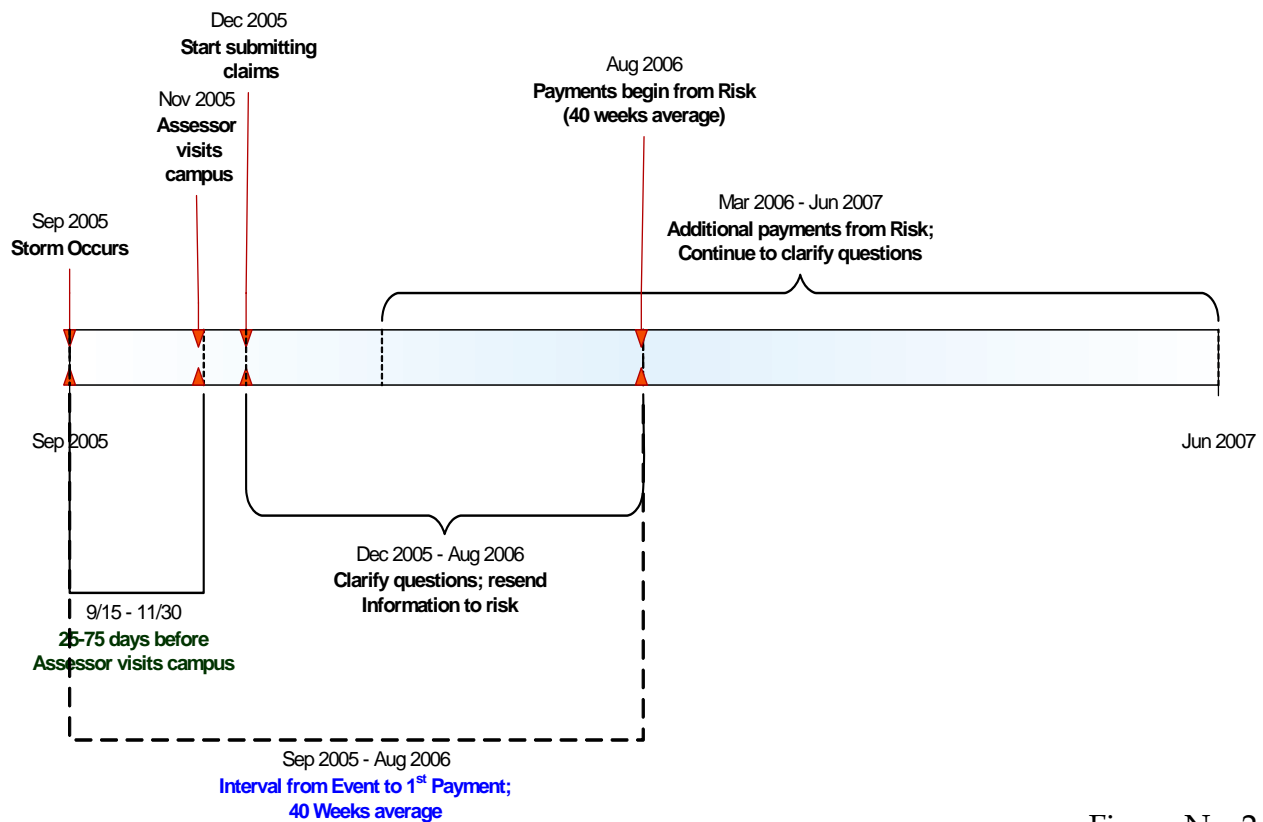 Dec 2005
Start submitting
claims
Nov 2005
Assessor
visits
campus
Aug 2006
Payments begin from Risk
(40 weeks average)
Sep 2005
Storm Occurs
Mar 2006 - Jun 2007
Additional payments from Risk;
Continue to clarify questions
Sep 2005
Jun 2007
Dec 2005 - Aug 2006
Clarify questions; resend
Information to risk
9/15 - 11/30
25-75 days before
Assessor visits campus
Sep 2005 - Aug 2006
Interval from Event to 1st Payment;
40 Weeks average